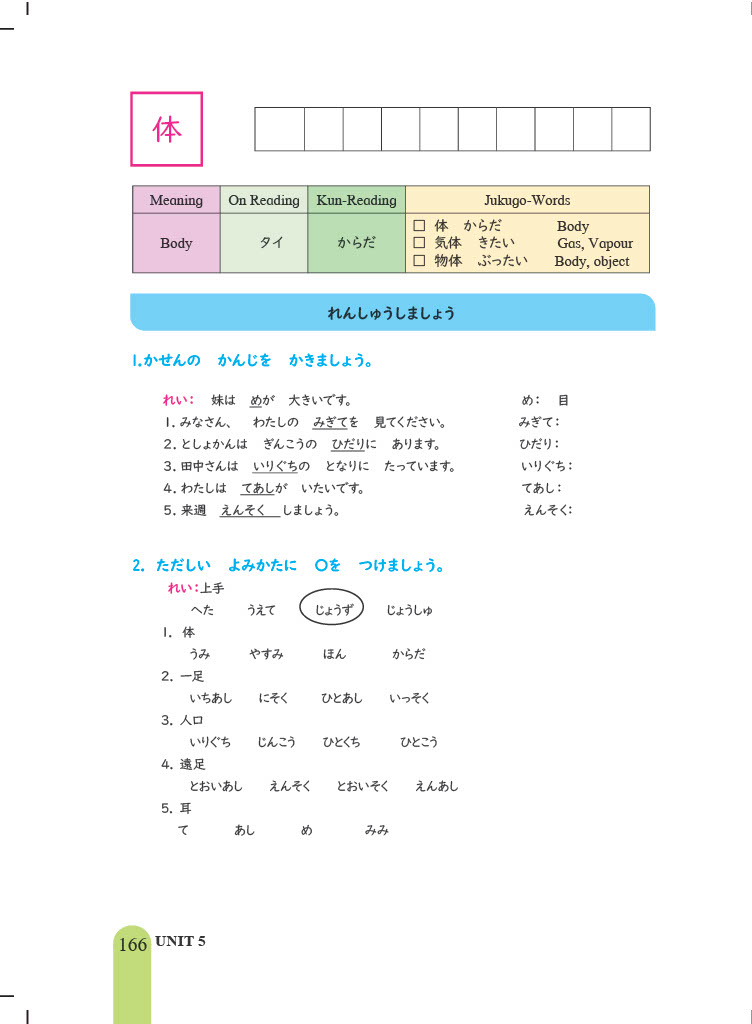 体
Meaning On Reading Kun-Reading Jukugo-Words
Body タイ からだ
□ 体 からだ Body
□ 気体 きたい Gas, Vapour
□ 物体 ぶったい Body, object
れんしゅうしましょう
1.かせんの かんじを かきましょう。
れい: 妹は めが 大きいです。 め: 目
1. みなさん、 わたしの みぎてを 見てください。 みぎて:
2. としょかんは ぎんこうの ひだりに あります。 ひだり:
3. 田中さんは いりぐちの となりに たっています。 いりぐち:
4. わたしは てあしが いたいです。 てあし:
5. 来週 えんそく しましょう。 えんそく:
2. ただしい よみかたに 〇を つけましょう。
れい:上手
へた うえて じょうず じょうしゅ
1. 体
うみ やすみ ほん からだ
2. 一足
いちあし にそく ひとあし いっそく
3. 人口
いりぐち じんこう ひとくち ひとこう
4. 遠足
とおいあし えんそく とおいそく えんあし
5. 耳
て あし め みみ
166 UNIT 5